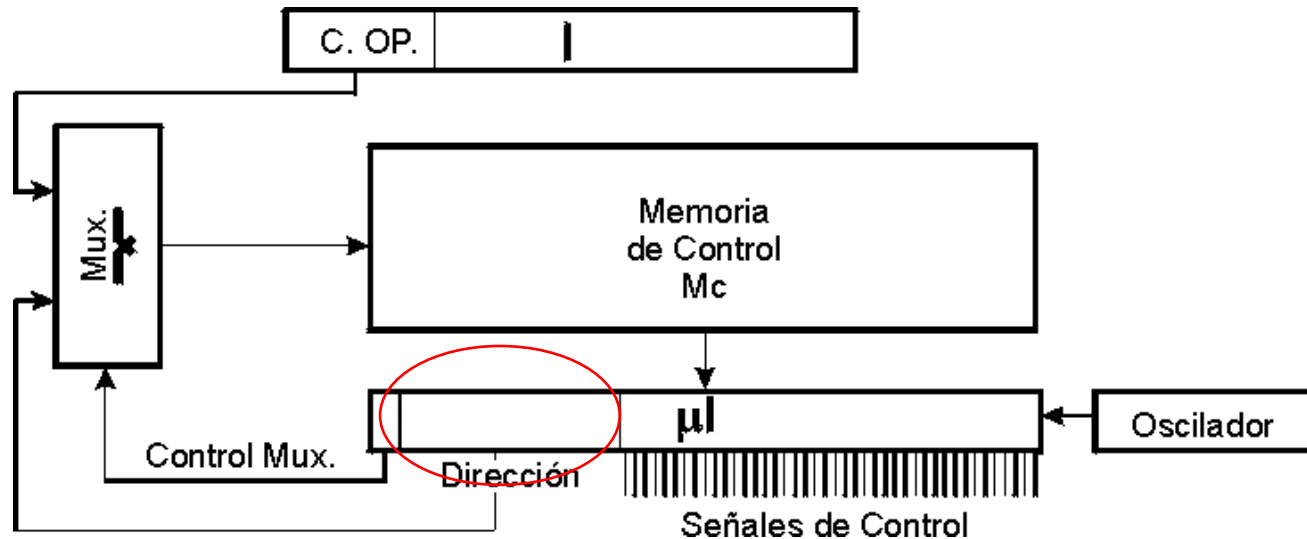 C. OP.
I
Mux.
Memoria
de Control
Mc
μI
Oscilador
Control Mux.
Dirección
Señales de Control